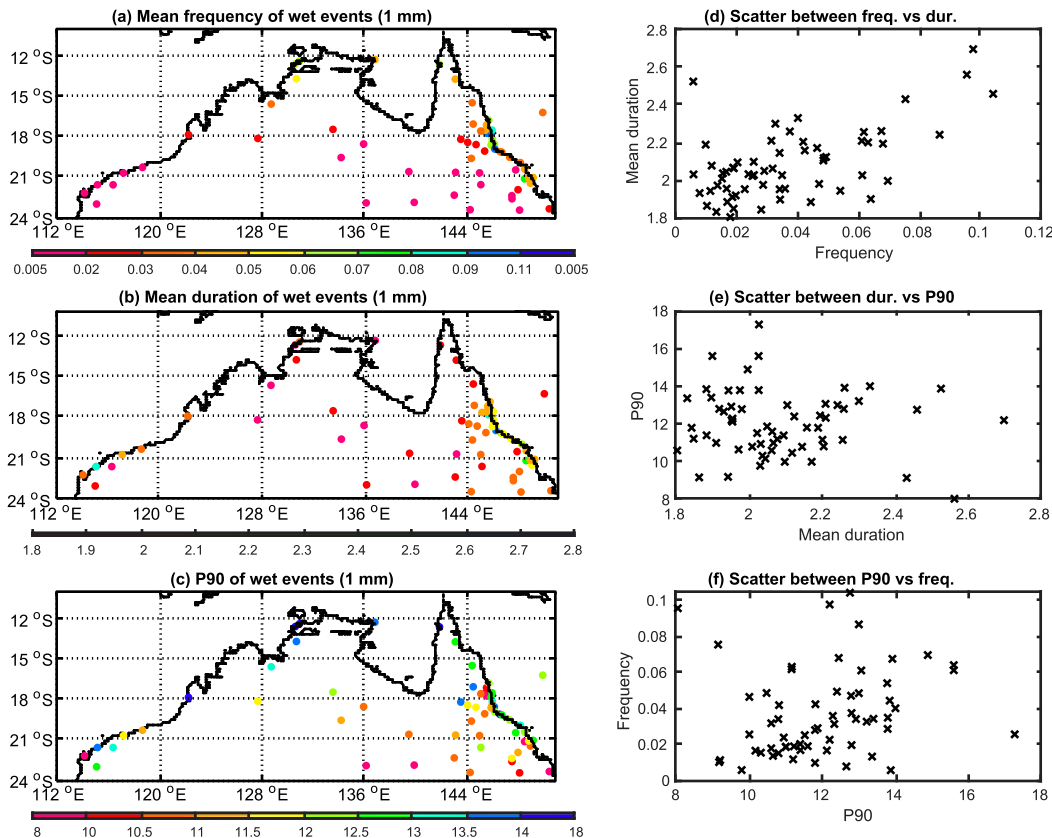 (a) Mean frequency of wet events (1 mm)
12 °S
15 °S
18 °S
21 °S
24 °S
112 °E 120 °E 128 °E 136 °E 144 °E
0.005 0.02 0.03 0.04 0.05 0.06 0.07 0.08 0.09 0.11 0.005
(b) Mean duration of wet events (1 mm)
12 °S
15 °S
18 °S
21 °S
24 °S
112 °E 120 °E 128 °E 136 °E 144 °E
1.8 1.9 2 2.1 2.2 2.3 2.4 2.5 2.6 2.7 2.8
(c) P90 of wet events (1 mm)
12 °S
15 °S
18 °S
21 °S
24 °S
112 °E 120 °E 128 °E 136 °E 144 °E
8 10 10.5 11 11.5 12 12.5 13 13.5 14 18
(d) Scatter between freq. vs dur.
Mean duration
2.8
2.6
2.4
2.2
2
1.8
0 0.02 0.04 0.06 0.08 0.1 0.12
Frequency
(e) Scatter between dur. vs P90
P90
18
16
14
12
10
8
1.8 2 2.2 2.4 2.6 2.8
Mean duration
(f) Scatter between P90 vs freq.
Frequency
0.1
0.08
0.06
0.04
0.02
0
8 10 12 14 16 18
P90